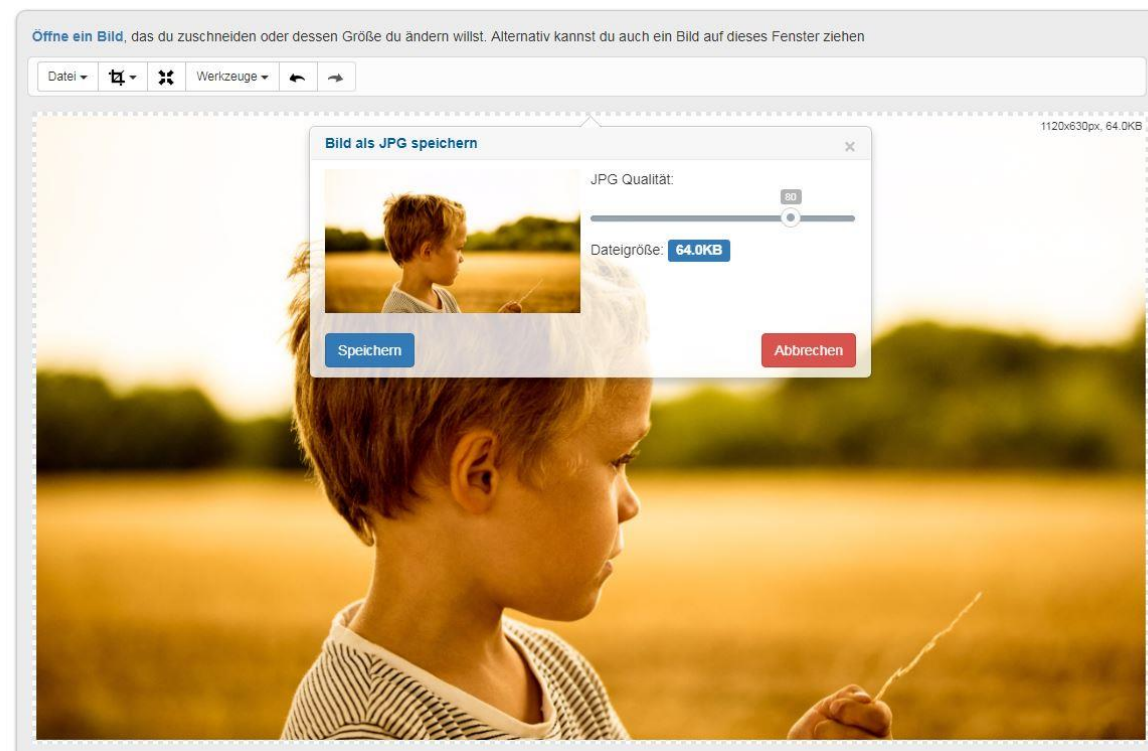 Öffne ein Bild, das du zuschneiden oder dessen Größe du ändern willst. Alternativ kannst du auch ein Bild auf dieses Fenster ziehen
Datei Werkzeuge
1120x630px, 64.0KB
Bild als JPG speichern ×
JPG Qualität:
80
Dateigröße: 64.0KB
Speichern Abbrechen